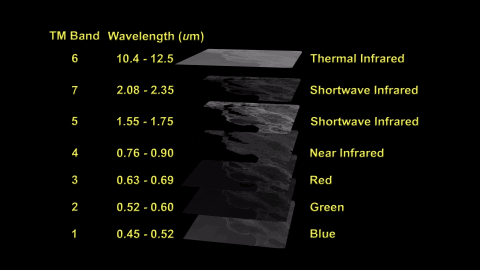 TM Band Wavelength (um)
6 10.4 - 12.5 Thermal Infrared
7 2.08 - 2.35 Shortwave Infrared
5 1.55 - 1.75 Shortwave Infrared
4 0.76 - 0.90 Near Infrared
3 0.63 - 0.69 Red
2 0.52 - 0.60 Green
1 0.45 - 0.52 Blue